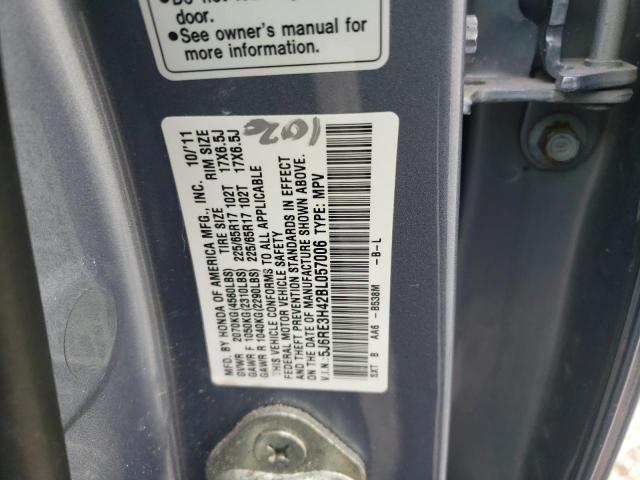 door.
•See owner's manual for
more information.
1020
MFD. BY HONDA OF AMERICA MFG., INC. 10/'11
TIRE SIZE RIM SIZE
GVWR 2070KG(4560LBS)
GAWR F 1050KG(2310LBS) 225/65R17 102T 17X6.5J
GAWR R 1040KG(2290LBS) 225/65R17 102T 17X6.5J
THIS VEHICLE CONFORMS TO ALL APPLICABLE
FEDERAL MOTOR VEHICLE SAFETY
AND THEFT PREVENTION STANDARDS IN EFFECT
ON THE DATE OF MANUFACTURE SHOWN ABOVE.
V.I.N.:5J6RE3H42BL057006 TYPE: MPV
SXT B AA6 -B538M -B-L